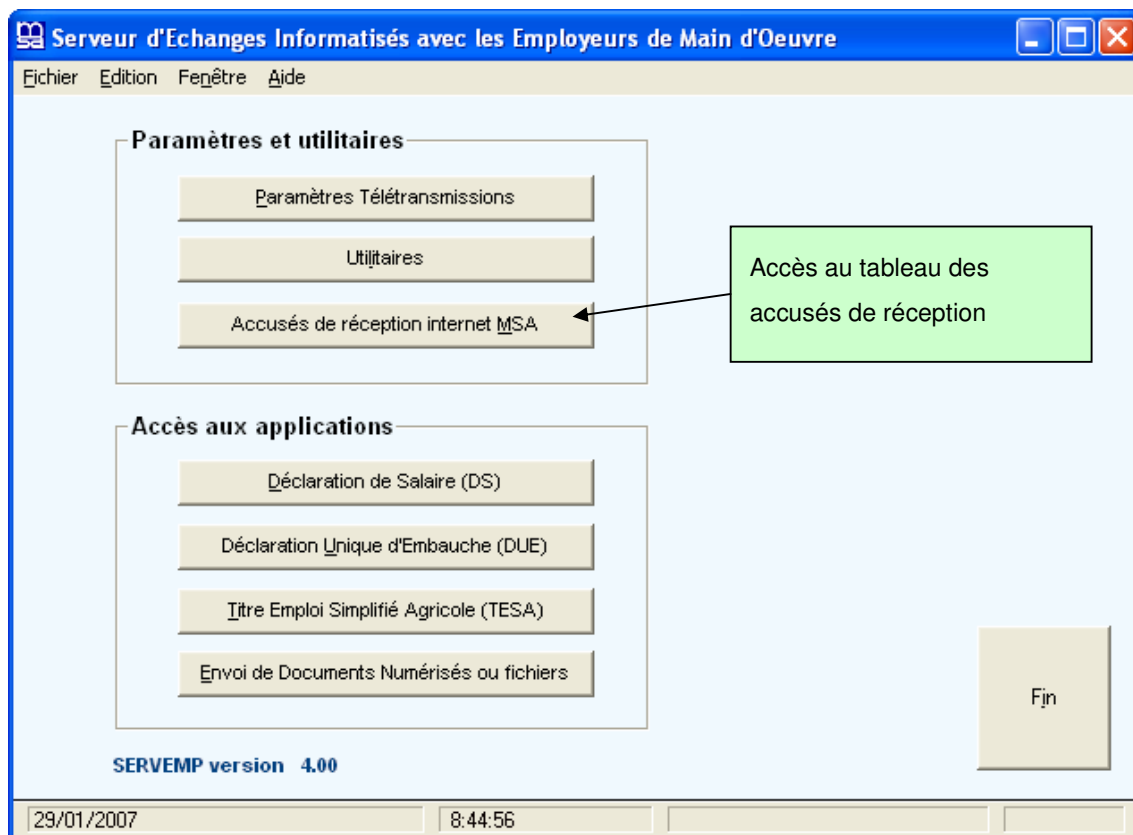 msa Serveur d'Echanges Informatisés avec les Employeurs de Main d'Oeuvre
Fichier Edition Fenêtre Aide
Paramètres et utilitaires
Paramètres Télétransmissions
Utilitaires
Accusés de réception internet MSA
Accès au tableau des
accusés de réception
Accès aux applications
Déclaration de Salaire (DS)
Déclaration Unique d'Embauche (DUE)
Titre Emploi Simplifié Agricole (TESA)
Envoi de Documents Numérisés ou fichiers
Fin
SERVEMP version 4.00
29/01/2007 8:44:56